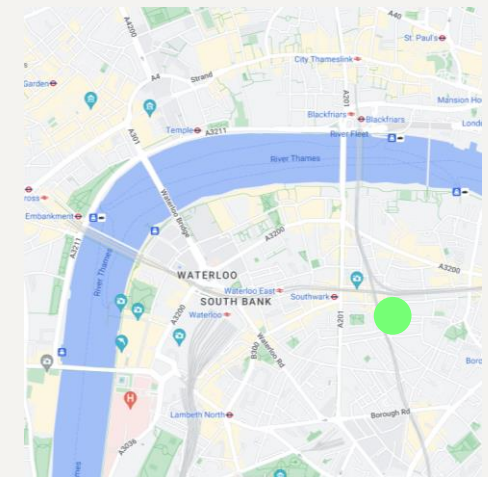 A40
St. Paul's
A4200
City Thameslink
A4
Strand
Garden
A201
Mansion Ho
Blackfriars
Blackfriars
Lond
A301
Temple
A3211
River Fleet
River Thames
ross
Embankment
Waterloo Bridge
A3211
A3200
River Thames
WATERLOO
A3200
Waterloo East
SOUTH BANK
Southwark
A3200
Waterloo
A201
Waterloo Rd
B300
Boro
H
Lambeth North
Borough Rd
A3036